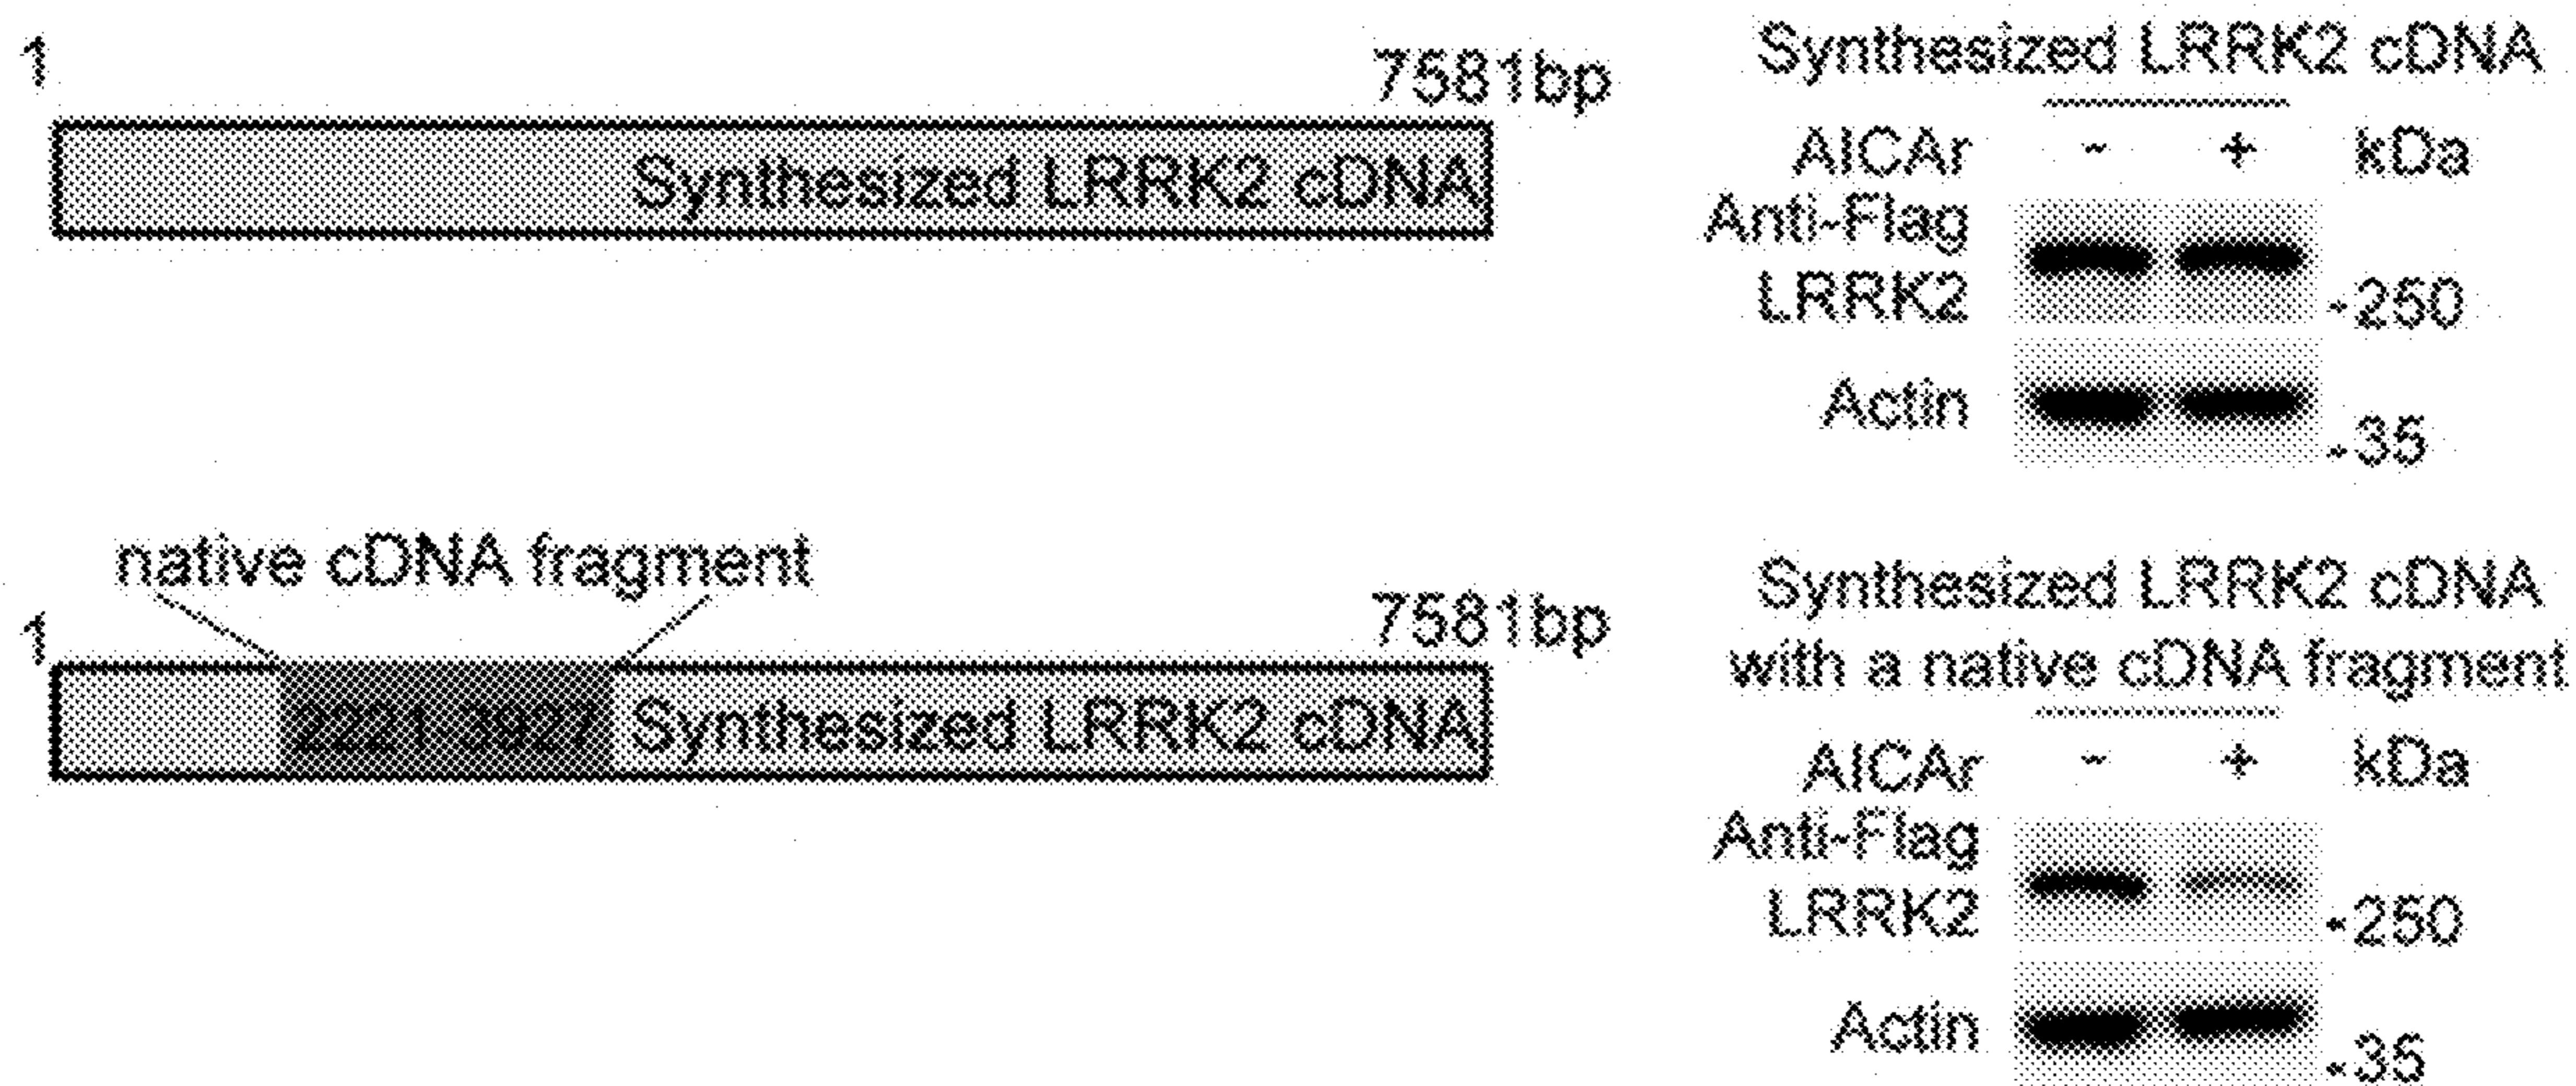 1
7581bp
Synthesized LRRK2 cDNA
Synthesized LRRK2 cDNA
AICAr - + kDa
Anti-Flag
LRRK2
-250
Actin
-35
native cDNA fragment
1
7581bp
2221-3927 Synthesized LRRK2 cDNA
Synthesized LRRK2 cDNA
with a native cDNA fragment
AICAr - + kDa
Anti-Flag
LRRK2
-250
Actin
-35